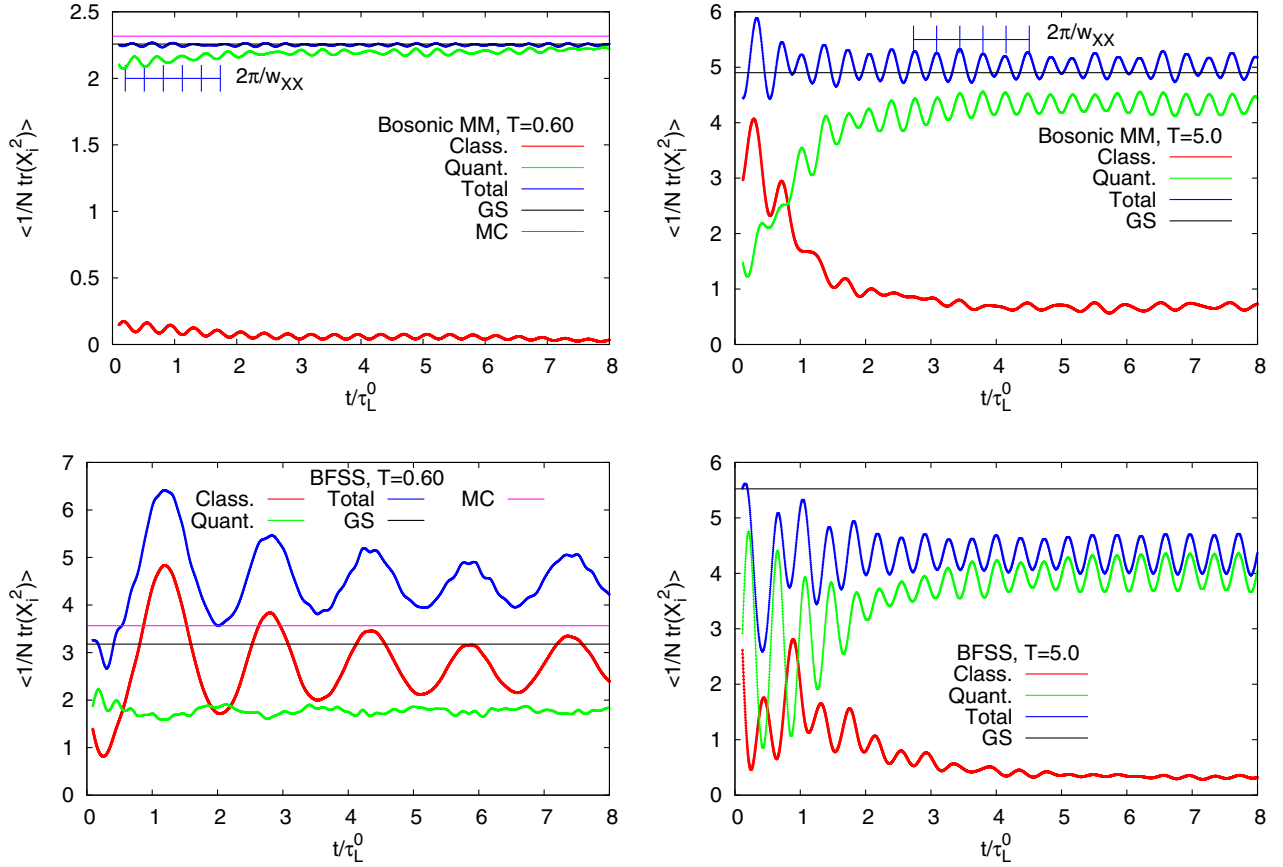 <1/N tr(X_i^2)>
2.5
2
1.5
1
0.5
0
2π/w_XX
Bosonic MM, T=0.60
Class.
Quant.
Total
GS
MC
0 1 2 3 4 5 6 7 8
t/τ_L^0
<1/N tr(X_i^2)>
6
5
4
3
2
1
0
2π/w_XX
Bosonic MM, T=5.0
Class.
Quant.
Total
GS
0 1 2 3 4 5 6 7 8
t/τ_L^0
<1/N tr(X_i^2)>
7
6
5
4
3
2
1
0
BFSS, T=0.60
Class. Total MC
Quant. GS
0 1 2 3 4 5 6 7 8
t/τ_L^0
<1/N tr(X_i^2)>
6
5
4
3
2
1
0
BFSS, T=5.0
Class.
Quant.
Total
GS
0 1 2 3 4 5 6 7 8
t/τ_L^0